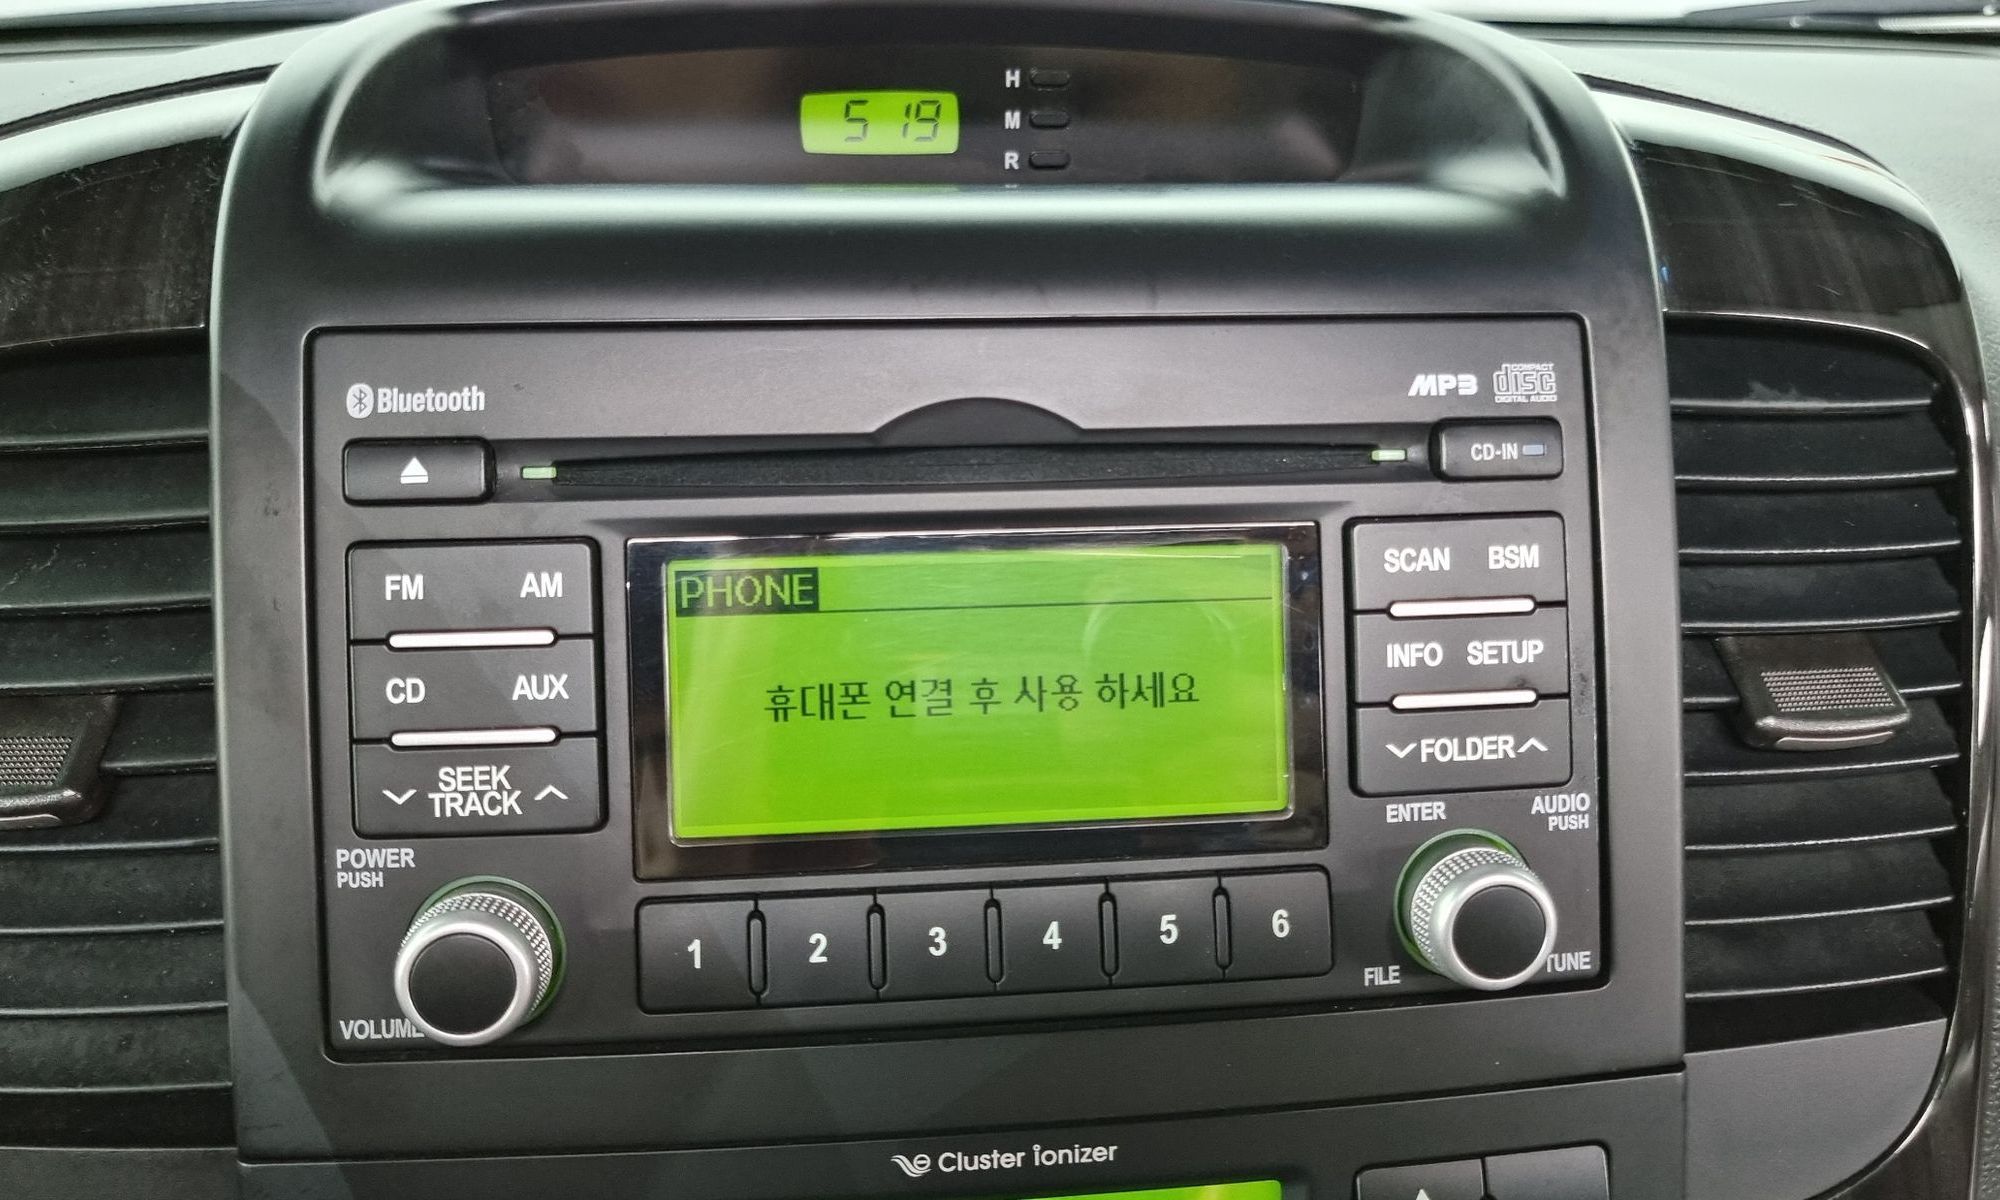 5 19
H
M
R
Bluetooth
MP3
COMPACT
disc
DIGITAL AUDIO
CD-IN
FM AM
CD AUX
SEEK
TRACK
POWER
PUSH
VOLUME
PHONE
휴대폰 연결 후 사용 하세요
SCAN BSM
INFO SETUP
FOLDER
ENTER
AUDIO
PUSH
FILE
TUNE
1 2 3 4 5 6
Cluster ionizer